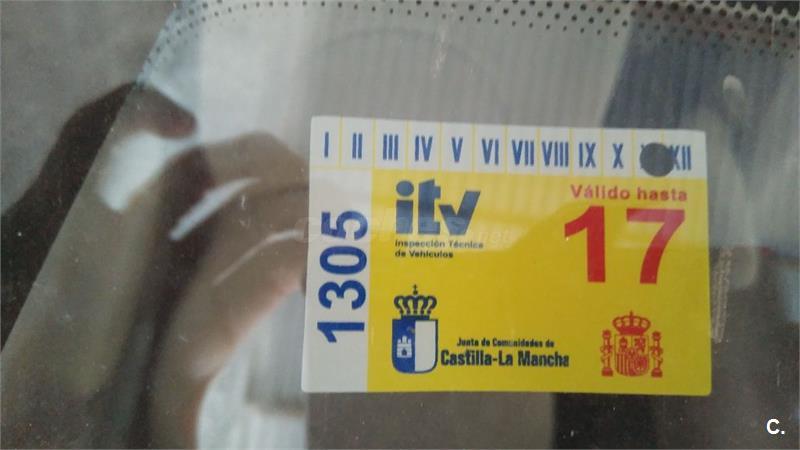 I II III IV V VI VII VIII IX X XII
itv
Inspección Técnica
de Vehículos
Válido hasta
17
1305
Junta de Comunidades de
Castilla-La Mancha
C.